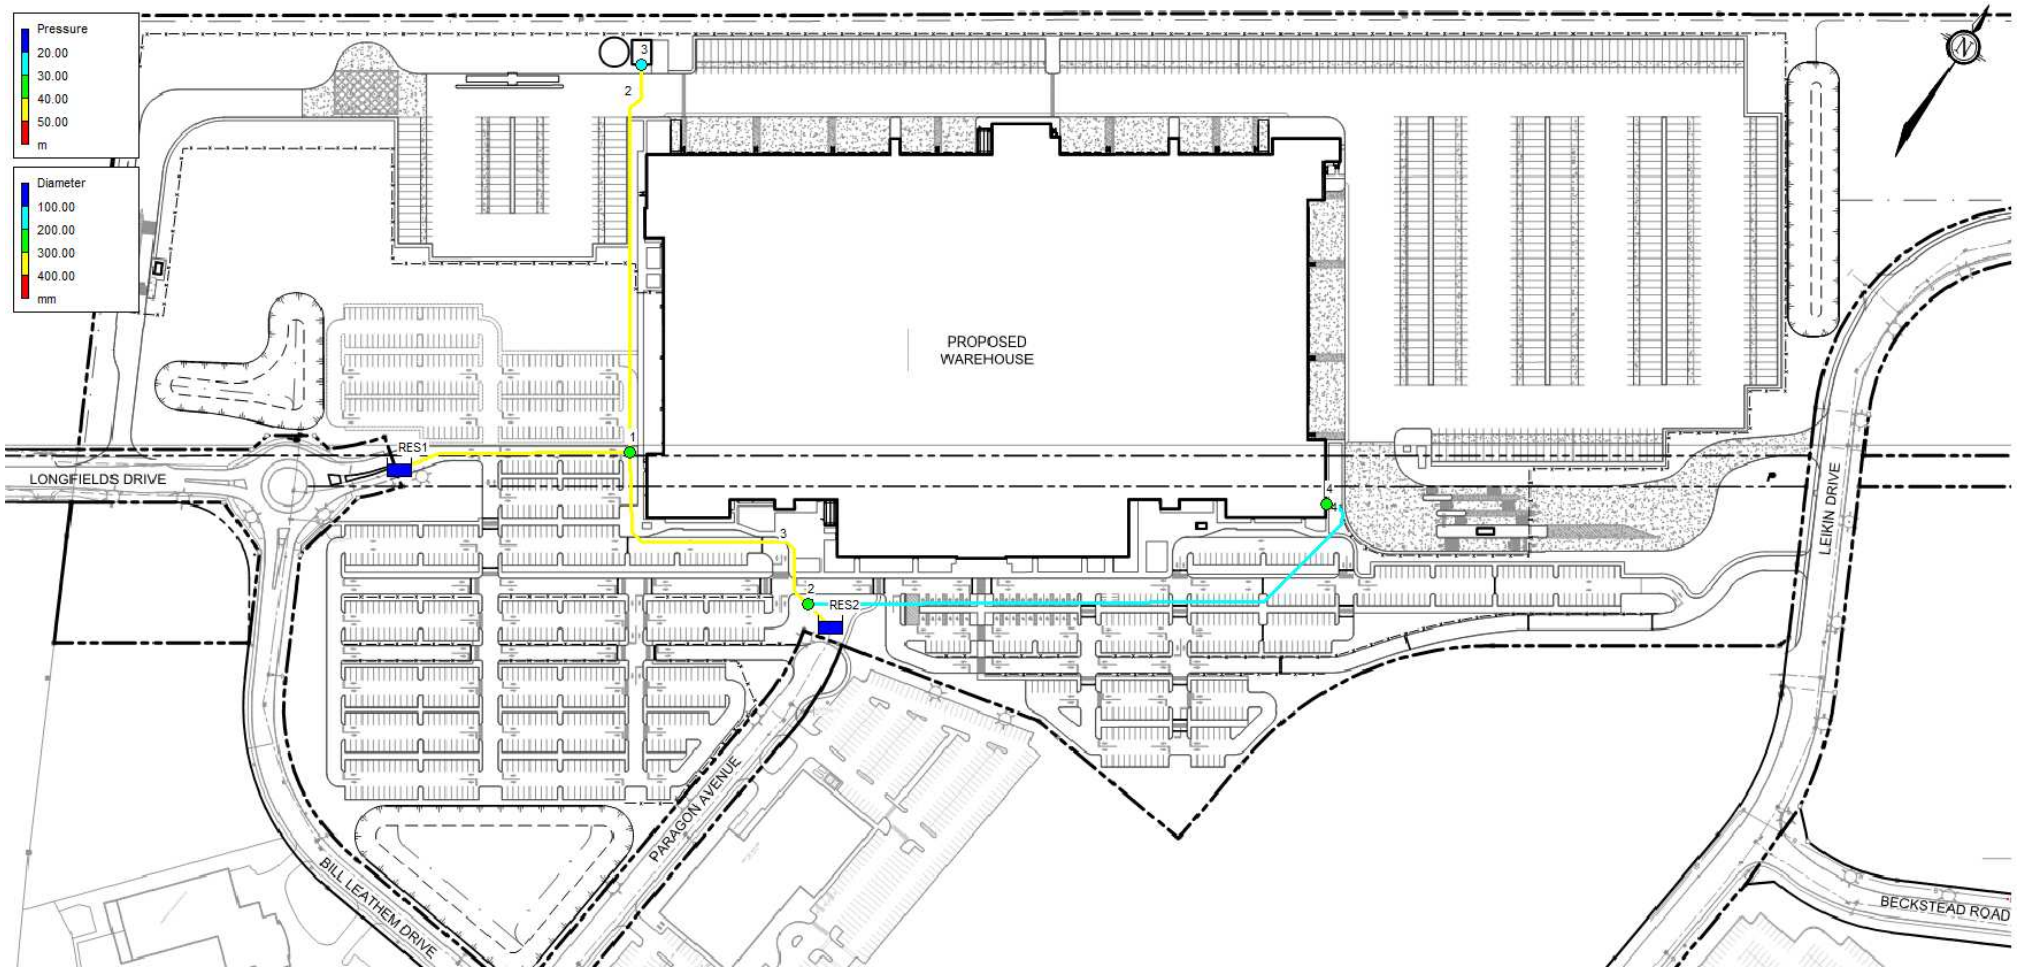 Pressure
20.00
30.00
40.00
50.00
m
Diameter
100.00
200.00
300.00
400.00
mm
3
2
N
PROPOSED
WAREHOUSE
1
RES1
LONGFIELDS DRIVE
4
4
3
2
RES2
LEIKIN DRIVE
PARAGON AVENUE
BILL LEATHEM DRIVE
BECKSTEAD ROAD